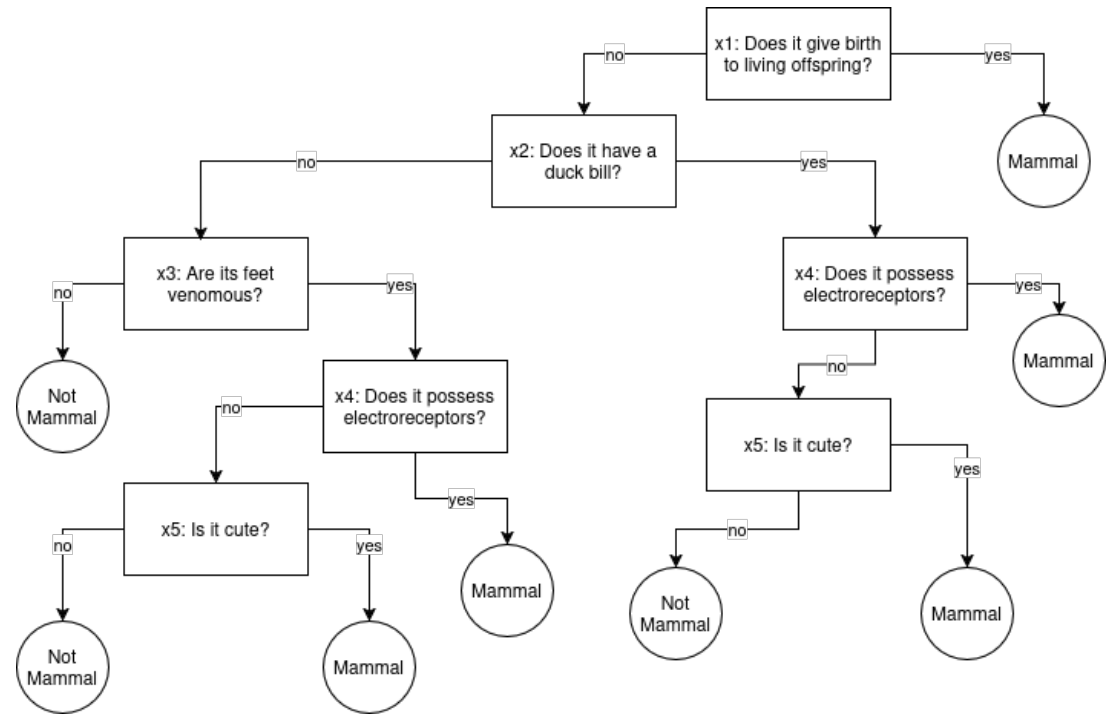 x1: Does it give birth
to living offspring?
no
yes
x2: Does it have a
duck bill?
Mammal
no
yes
x3: Are its feet
venomous?
x4: Does it possess
electroreceptors?
no
yes
yes
Not
Mammal
x4: Does it possess
electroreceptors?
no
Mammal
no
x5: Is it cute?
yes
x5: Is it cute?
yes
no
no
yes
Mammal
Not
Mammal
Mammal
Not
Mammal
Mammal